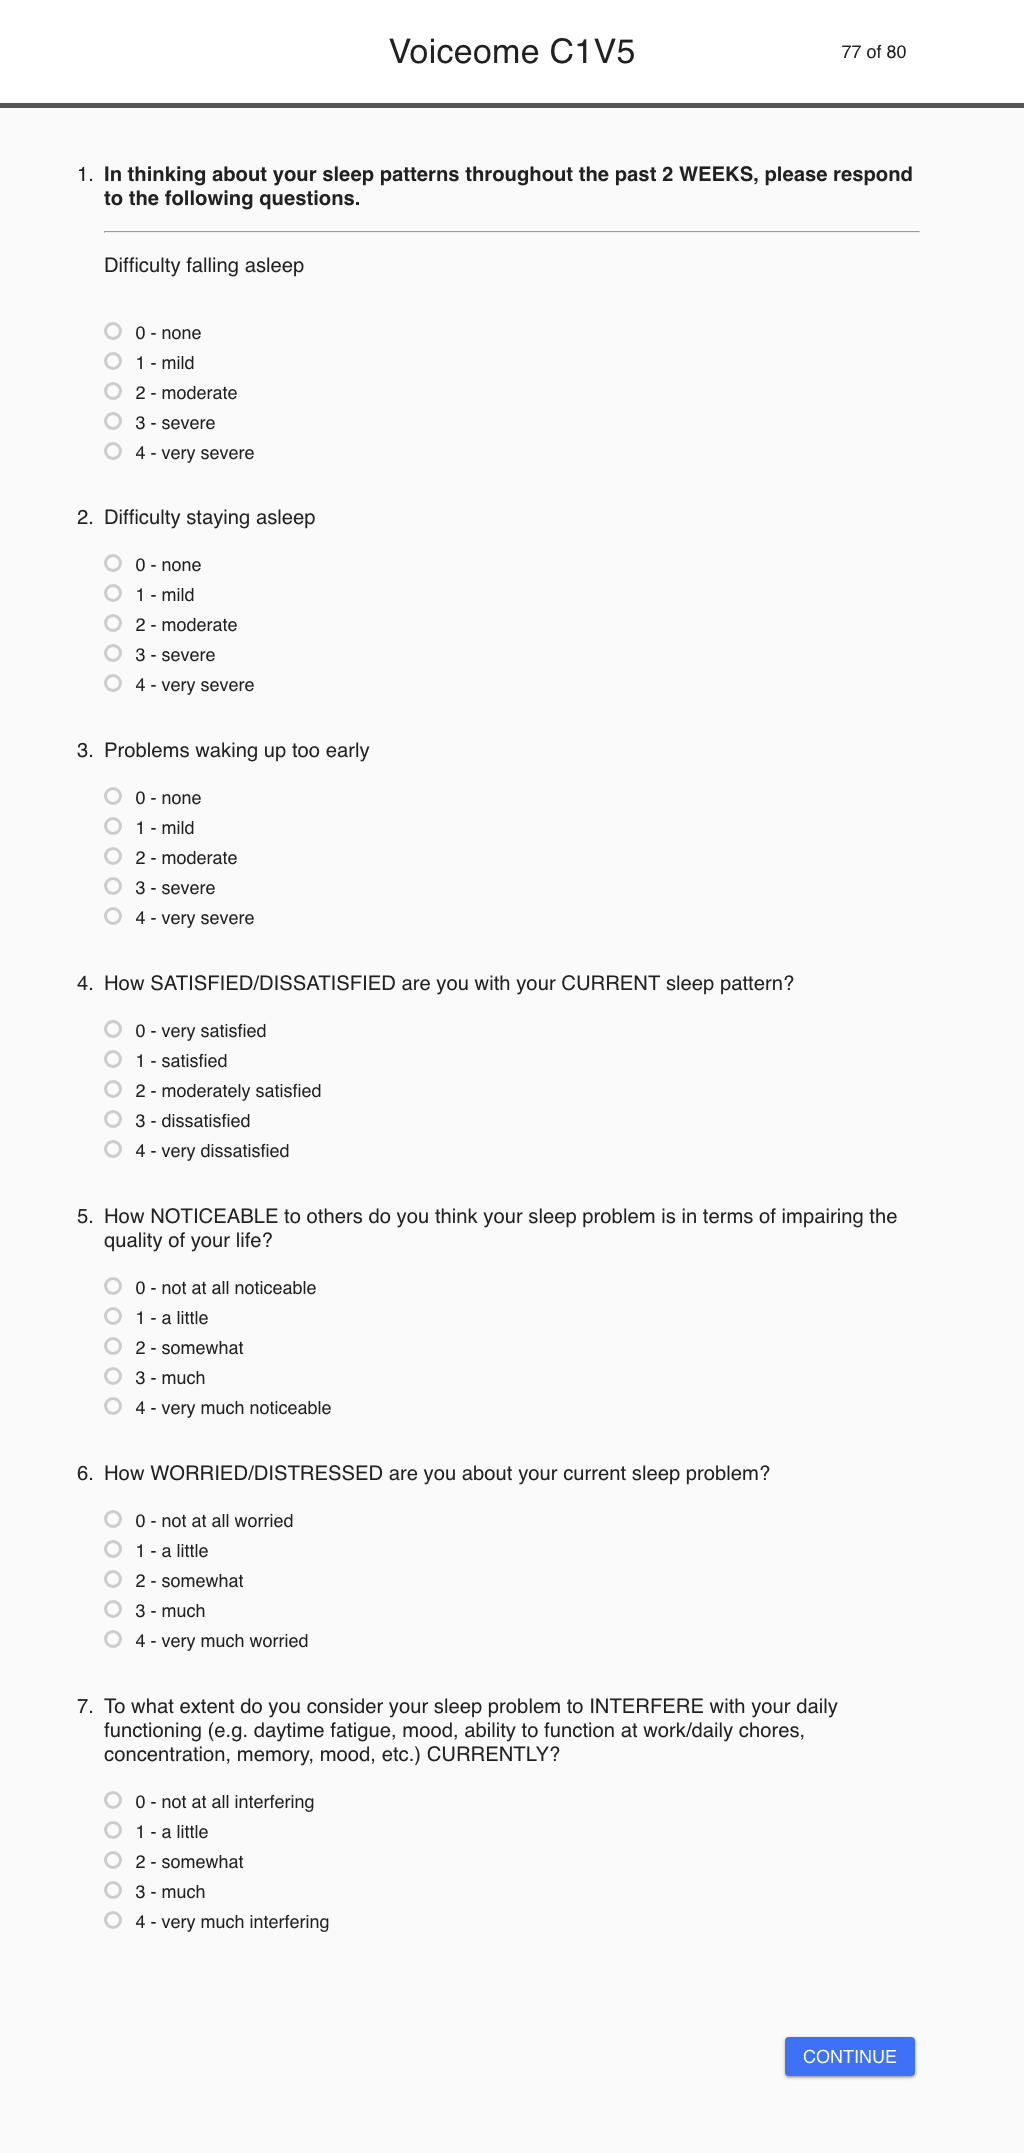 Voiceome C1V5
77 of 80
1. In thinking about your sleep patterns throughout the past 2 WEEKS, please respond
to the following questions.
Difficulty falling asleep
0 - none
1 - mild
2 - moderate
3 - severe
4 - very severe
2. Difficulty staying asleep
0 - none
1 - mild
2 - moderate
3 - severe
4 - very severe
3. Problems waking up too early
0 - none
1 - mild
2 - moderate
3 - severe
4 - very severe
4. How SATISFIED/DISSATISFIED are you with your CURRENT sleep pattern?
0 - very satisfied
1 - satisfied
2 - moderately satisfied
3 - dissatisfied
4 - very dissatisfied
5. How NOTICEABLE to others do you think your sleep problem is in terms of impairing the
quality of your life?
0 - not at all noticeable
1 - a little
2 - somewhat
3 - much
4 - very much noticeable
6. How WORRIED/DISTRESSED are you about your current sleep problem?
0 - not at all worried
1 - a little
2 - somewhat
3 - much
4 - very much worried
7. To what extent do you consider your sleep problem to INTERFERE with your daily
functioning (e.g. daytime fatigue, mood, ability to function at work/daily chores,
concentration, memory, mood, etc.) CURRENTLY?
0 - not at all interfering
1 - a little
2 - somewhat
3 - much
4 - very much interfering
CONTINUE